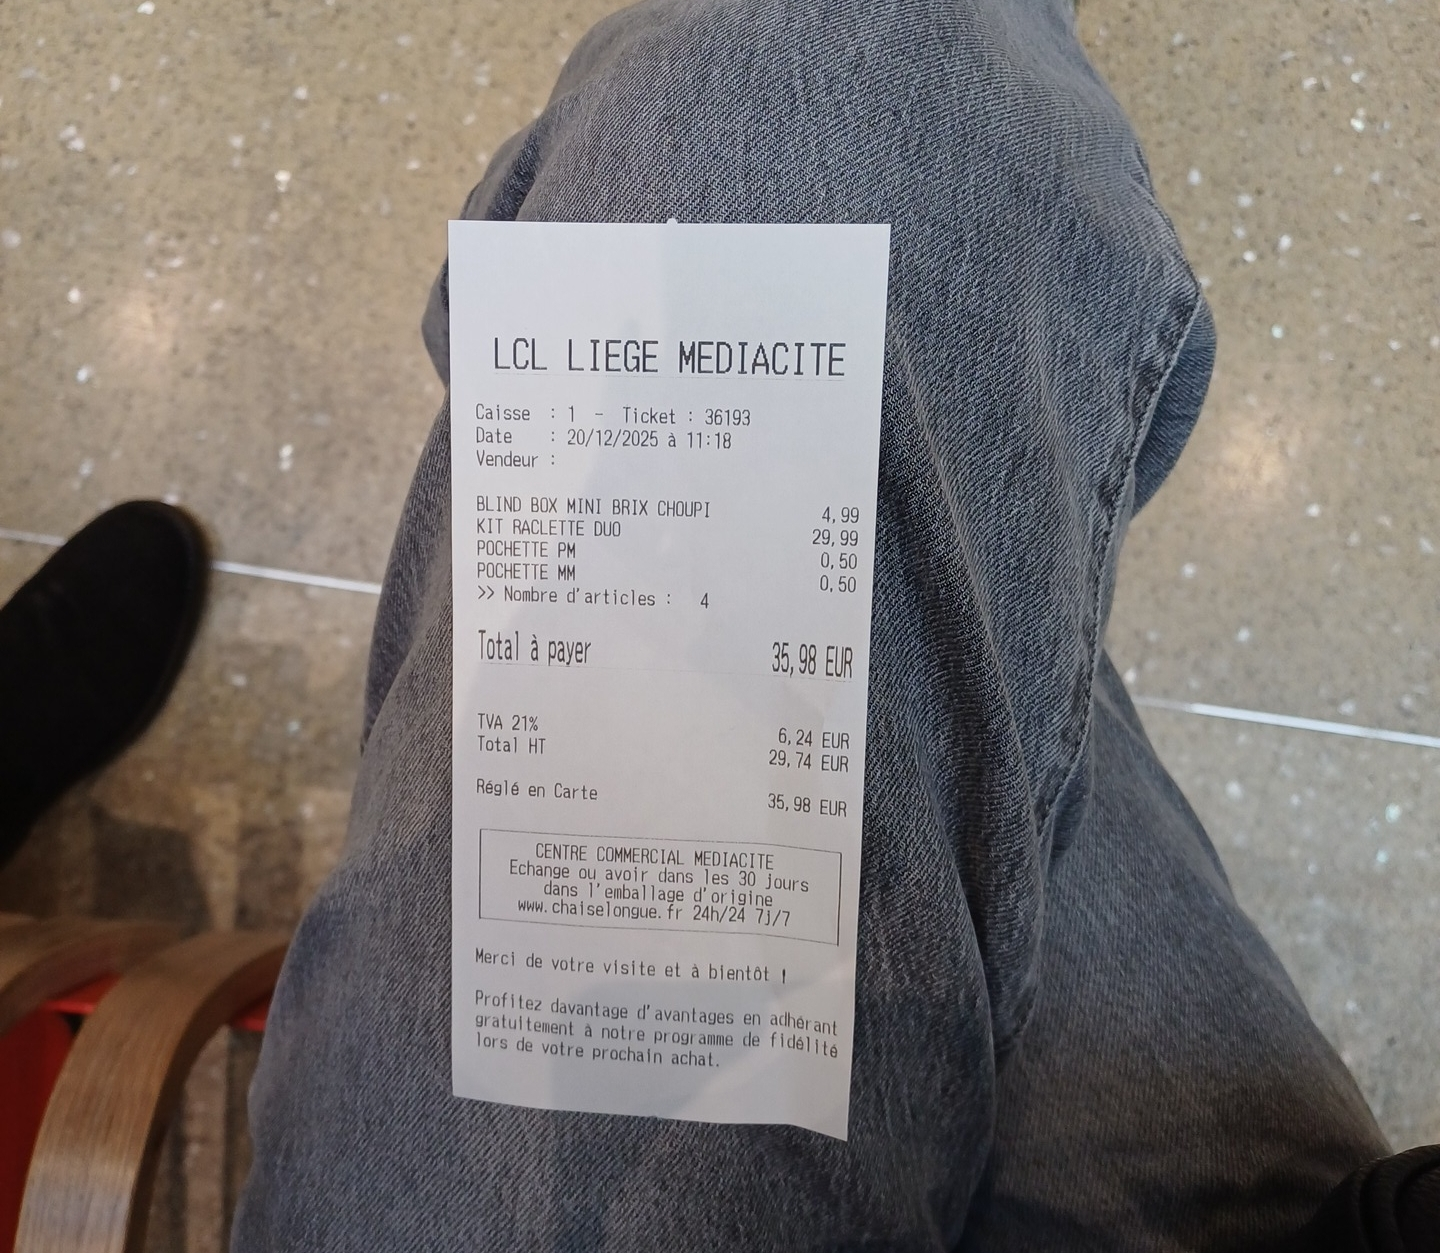 LCL LIEGE MEDIACITE
Caisse : 1 - Ticket : 36193
Date : 20/12/2025 à 11:18
Vendeur :
BLIND BOX MINI BRIX CHOUPI 4,99
KIT RACLETTE DUO 29,99
POCHETTE PM 0,50
POCHETTE MM 0,50
>> Nombre d'articles : 4
Total à payer 35,98 EUR
TVA 21% 6,24 EUR
Total HT 29,74 EUR
Réglé en Carte 35,98 EUR
CENTRE COMMERCIAL MEDIACITE
Echange ou avoir dans les 30 jours
dans l'emballage d'origine
www.chaiselongue.fr 24h/24 7j/7
Merci de votre visite et à bientôt !
Profitez davantage d'avantages en adhérant
gratuitement à notre programme de fidélité
lors de votre prochain achat.